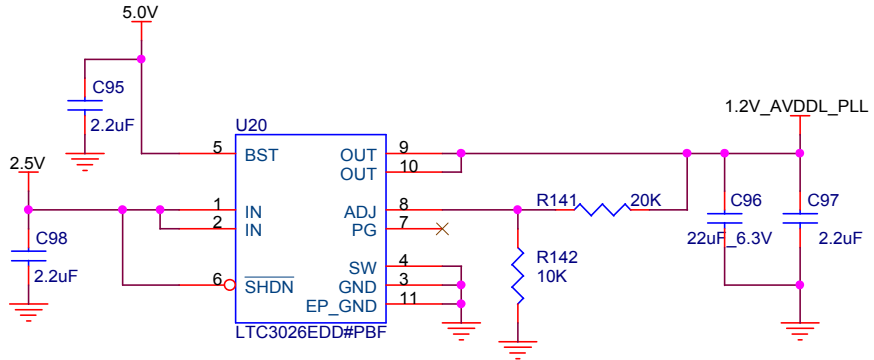 5.0V
C95
2.2uF
U20
1.2V_AVDDL_PLL
5 BST OUT 9
OUT 10
2.5V
1 IN ADJ 8
2 IN PG 7
R141 20K
C96
22uF_6.3V
C97
2.2uF
C98
2.2uF
R142
10K
SW 4
6 SHDN GND 3
EP_GND 11
LTC3026EDD#PBF